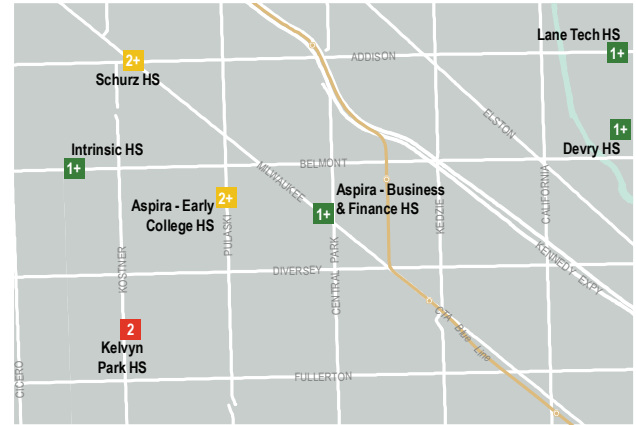 Lane Tech HS
1+
ADDISON
2+
Schurz HS
ELSTON
1+
Devry HS
Intrinsic HS
1+
BELMONT
MILWAUKEE
Aspira - Business
& Finance HS
1+
Aspira - Early
College HS
2+
PULASKI
KEDZIE
CALIFORNIA
KOSTNER
CENTRAL PARK
KENNEDY EXPY
DIVERSEY
2
Kelvyn
Park HS
CTA Blue Line
CICERO
FULLERTON